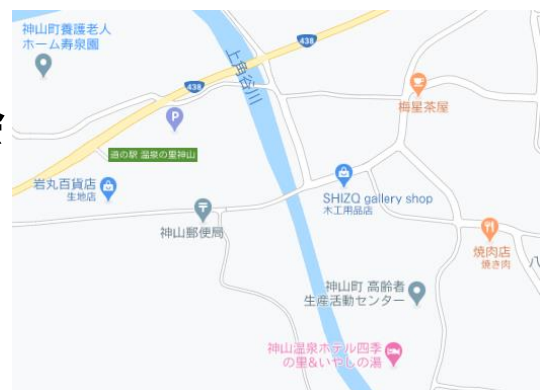 神山町養護老人
ホーム寿泉園
438
上角谷川
438
梅星茶屋
P
道の駅 温泉の里神山
岩丸百貨店
生地店
SHIZQ gallery shop
木工用品店
神山郵便局
焼肉店
焼き肉
八
神山町 高齢者
生産活動センター
神山温泉ホテル四季
の里&いやしの湯